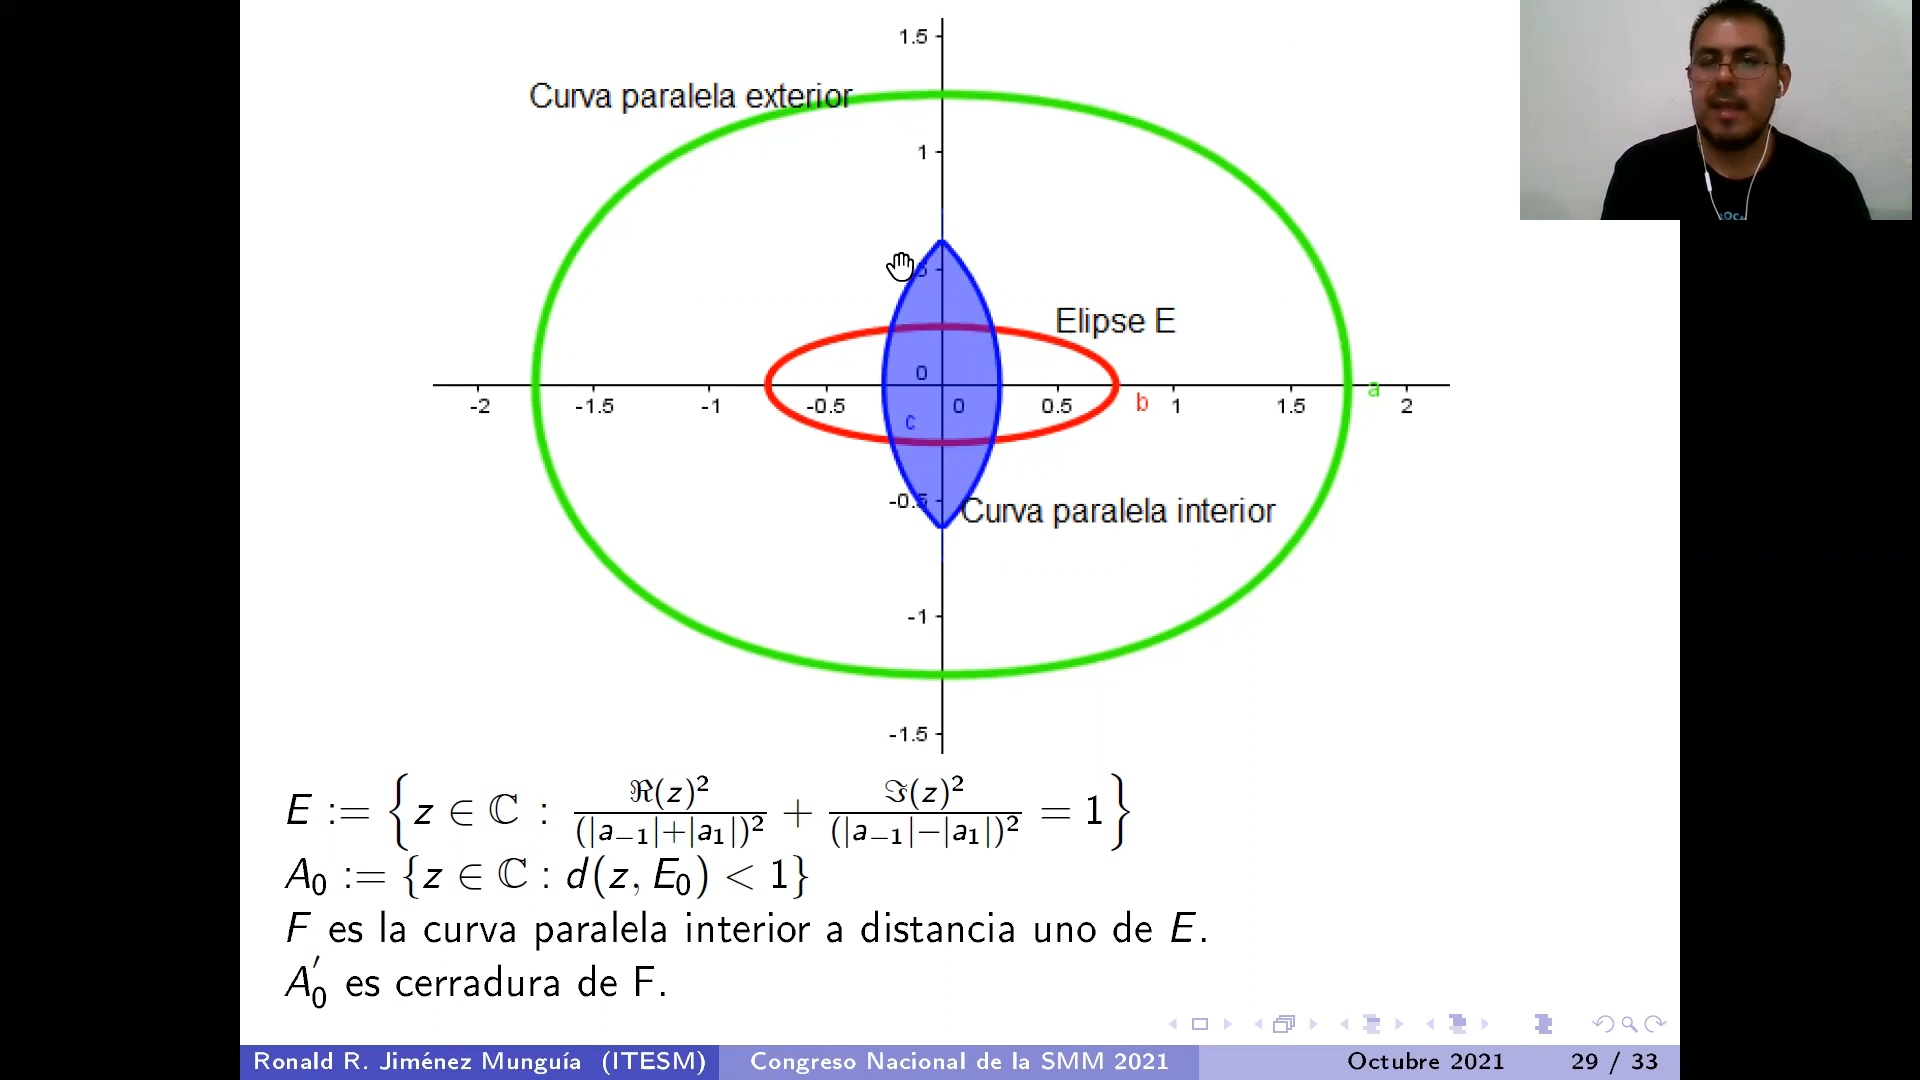 1.5
Curva paralela exterior
1
Elipse E
0
-2 -1.5 -1 -0.5 0 0.5 1 1.5 2
a
b
c
-0.5
Curva paralela interior
-1
-1.5
E := {z ∈ ℂ : ℜ(z)²/(|a₋₁|+|a₁|)² + ℑ(z)²/(|a₋₁|−|a₁|)² = 1}
A₀ := {z ∈ ℂ : d(z, E₀) < 1}
F es la curva paralela interior a distancia uno de E.
A₀′ es cerradura de F.
Ronald R. Jiménez Munguía (ITESM) Congreso Nacional de la SMM 2021 Octubre 2021 29 / 33